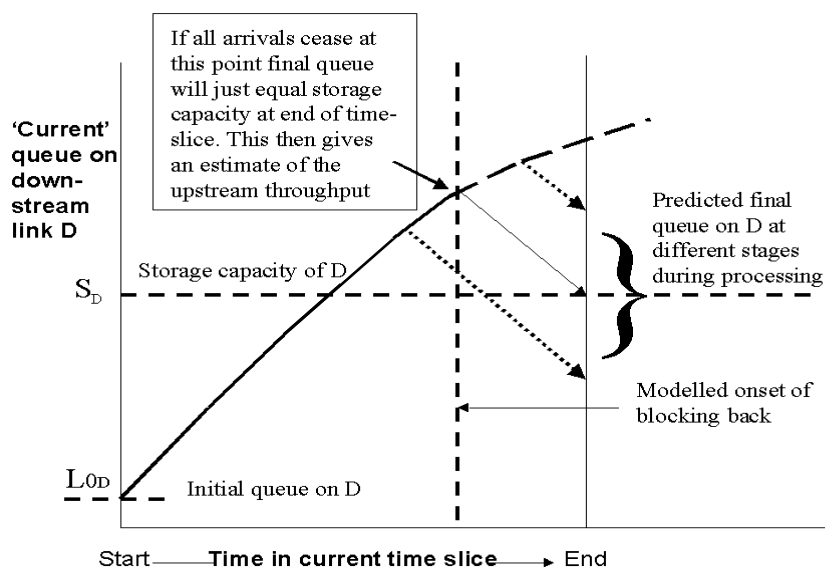 If all arrivals cease at
this point final queue
will just equal storage
capacity at end of time-
slice. This then gives
an estimate of the
upstream throughput
‘Current’
queue on
down-
stream
link D
Predicted final
queue on D at
different stages
during processing
Storage capacity of D
SD
Modelled onset of
blocking back
L0D
Initial queue on D
Start Time in current time slice End